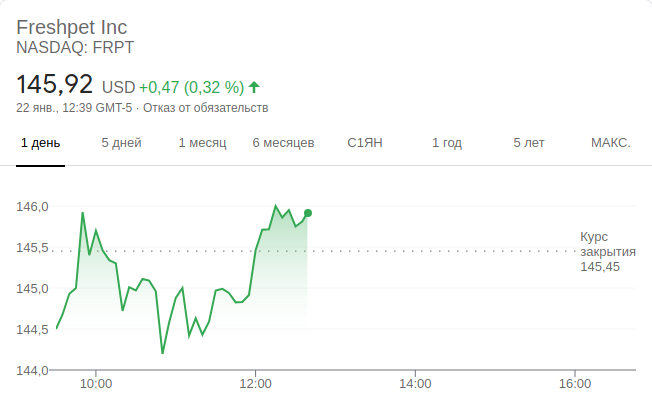 Freshpet Inc
NASDAQ: FRPT
145,92 USD +0,47 (0,32 %)
22 янв., 12:39 GMT-5 · Отказ от обязательств
1 день 5 дней 1 месяц 6 месяцев С1ЯН 1 год 5 лет МАКС.
146,0
145,5
145,0
144,5
144,0
Курс
закрытия
145,45
10:00 12:00 14:00 16:00